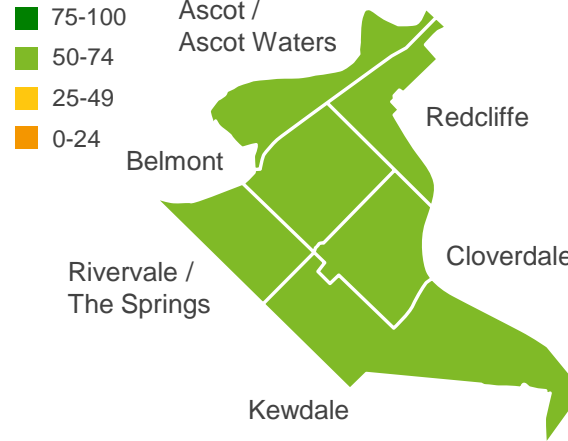 75-100
50-74
25-49
0-24
Ascot /
Ascot Waters
Redcliffe
Belmont
Cloverdale
Rivervale /
The Springs
Kewdale